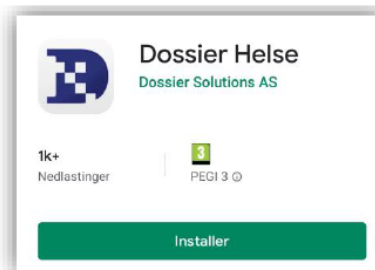 Dossier Helse
Dossier Solutions AS
1k+
Nedlastinger
3
PEGI 3
Installer